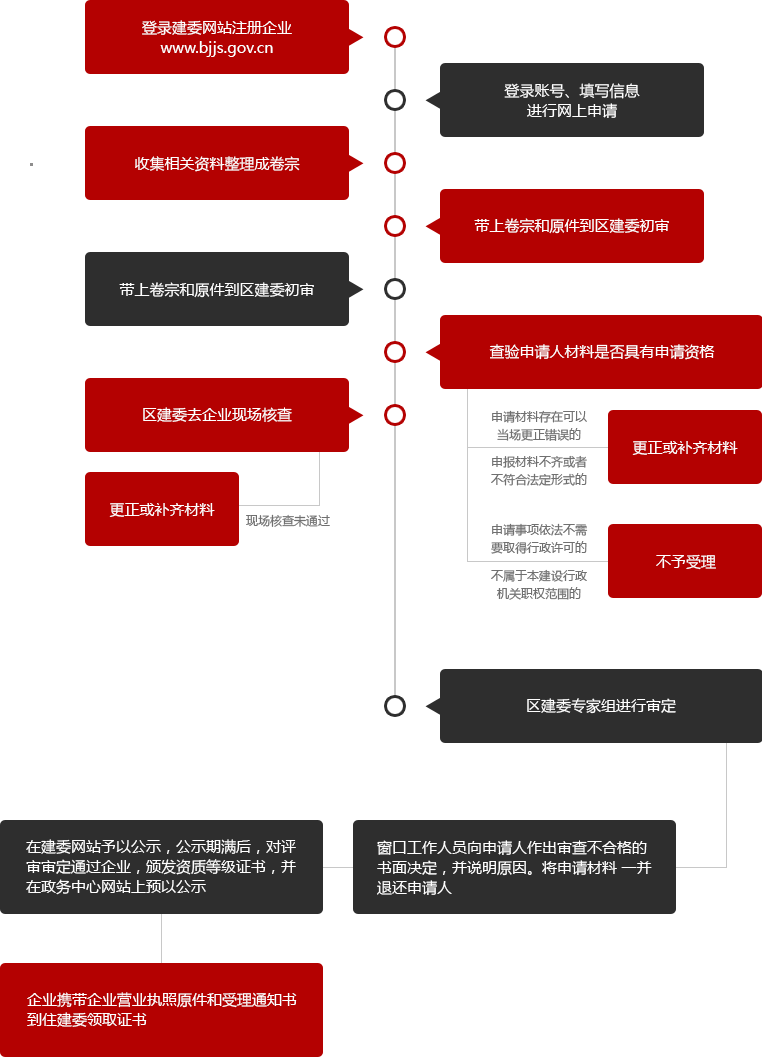 登录建委网站注册企业
www.bjjs.gov.cn
登录账号、填写信息
进行网上申请
收集相关资料整理成卷宗
带上卷宗和原件到区建委初审
带上卷宗和原件到区建委初审
查验申请人材料是否具有申请资格
区建委去企业现场核查
申请材料存在可以
当场更正错误的
更正或补齐材料
申报材料不齐或者
不符合法定形式的
更正或补齐材料
现场核查未通过
申请事项依法不需
要取得行政许可的
不予受理
不属于本建设行政
机关职权范围的
区建委专家组进行审定
在建委网站予以公示，公示期满后，对评
审审定通过企业，颁发资质等级证书，并
在政务中心网站上预以公示
窗口工作人员向申请人作出审查不合格的
书面决定，并说明原因。将申请材料 一并
退还申请人
企业携带企业营业执照原件和受理通知书
到住建委领取证书